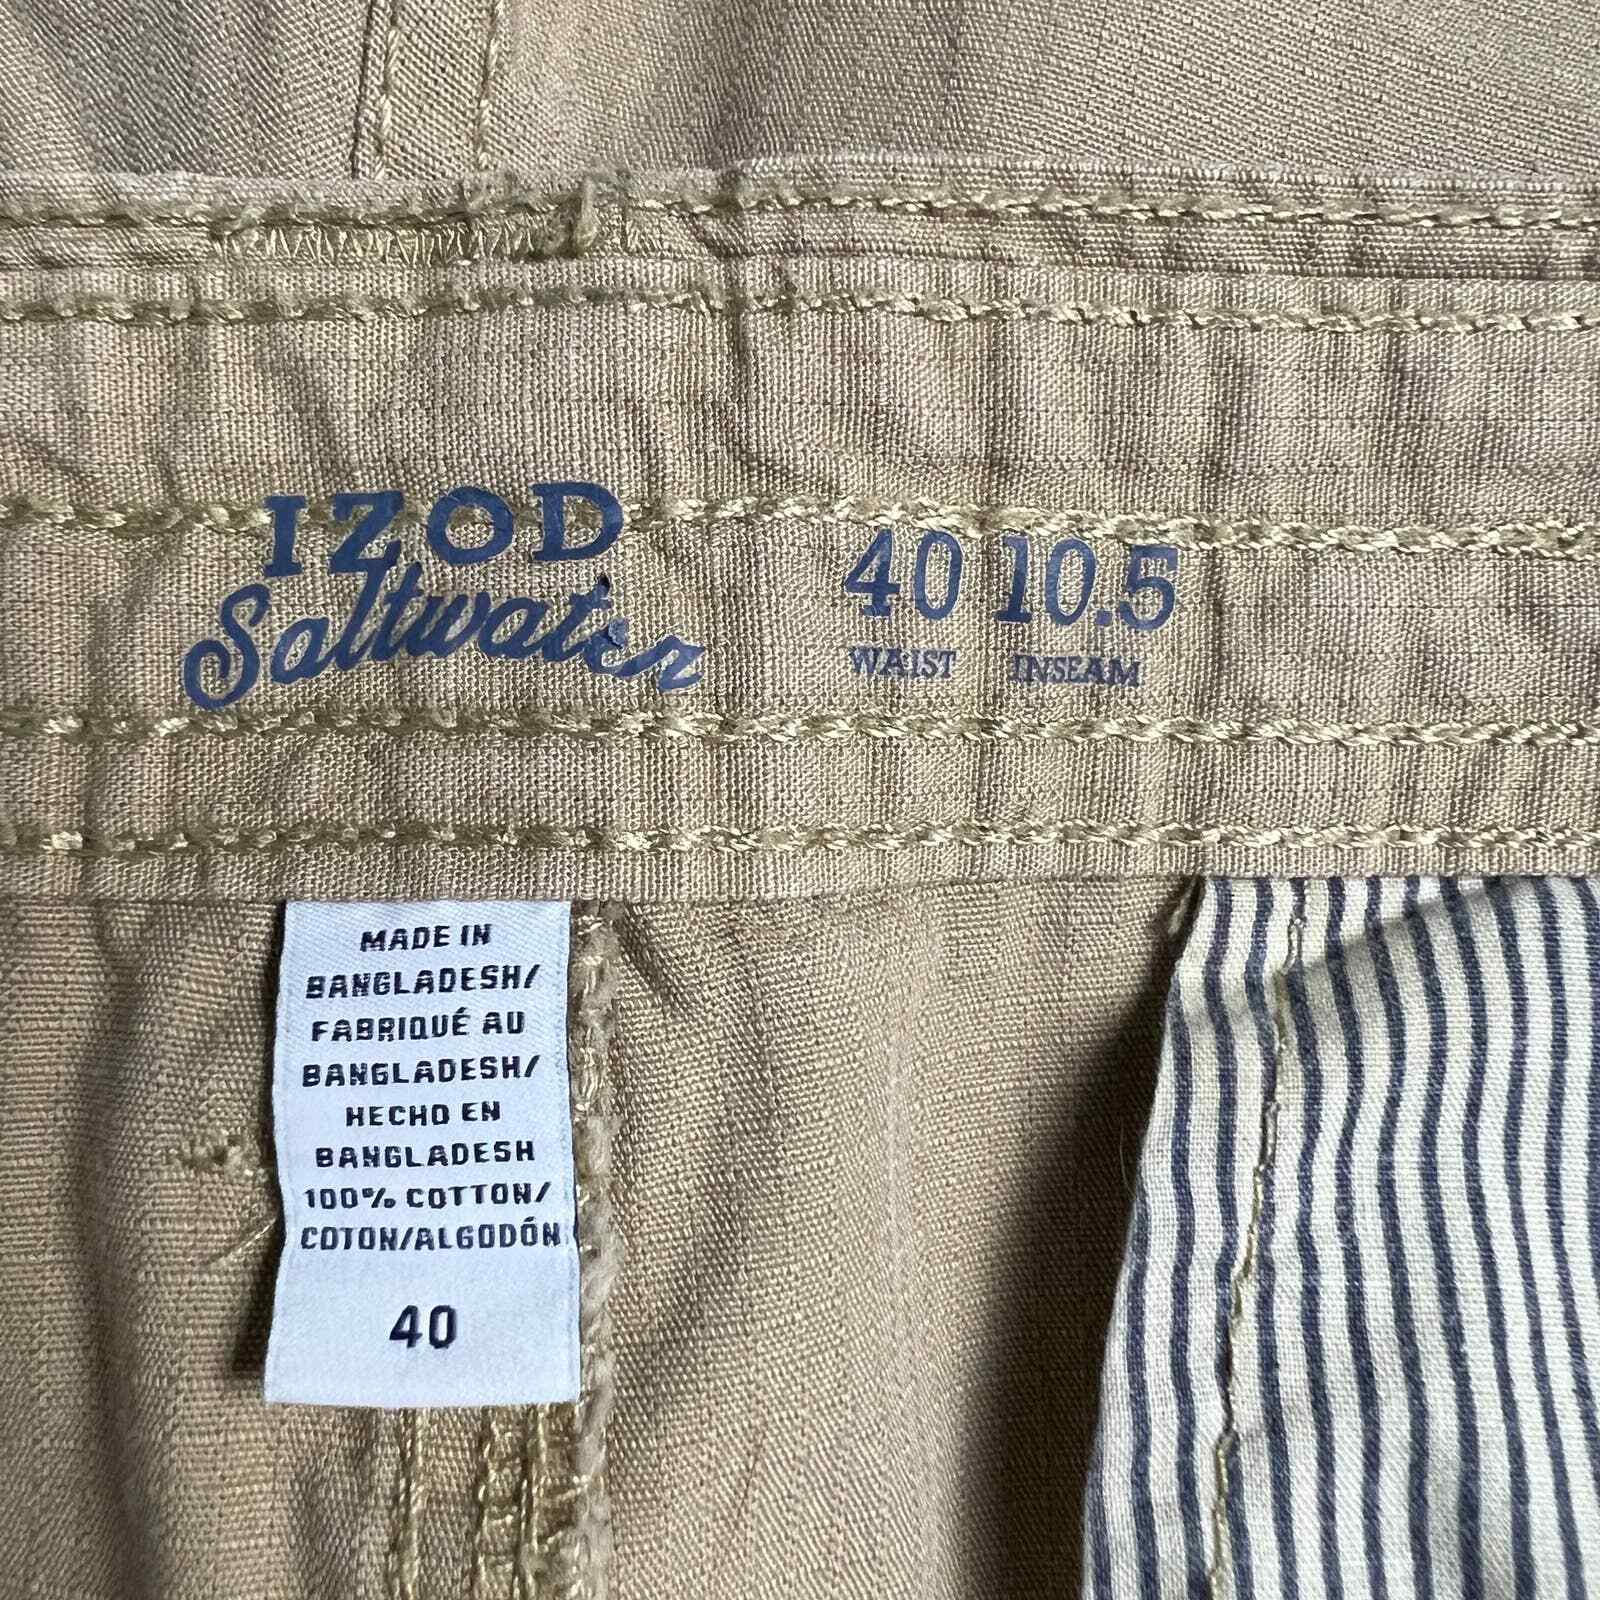 IZOD
Saltwater
40 10.5
WAIST INSEAM
MADE IN
BANGLADESH/
FABRIQUÉ AU
BANGLADESH/
HECHO EN
BANGLADESH
100% COTTON/
COTON/ALGODÓN
40